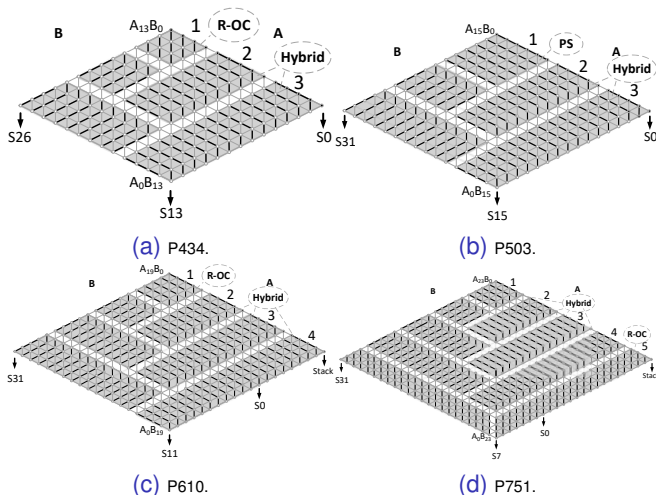 A13B0
1
R-OC
B
2
A
Hybrid
3
S26
S0
A0B13
S13
(a) P434.
A15B0
1
PS
B
2
A
Hybrid
3
S31
S0
A0B15
S15
(b) P503.
A19B0
1
R-OC
B
2
A
Hybrid
3
4
S31
Stack
S0
A0B19
S11
(c) P610.
A23B0
1
B
2
A
Hybrid
3
4
R-OC
5
S31
Stack
A0B23
S0
S7
(d) P751.